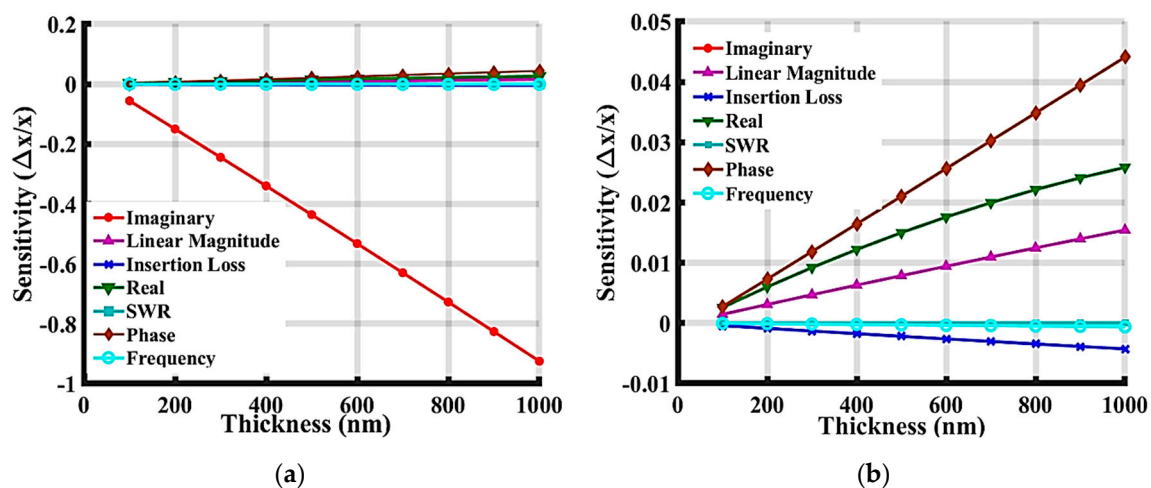 0.2
0
-0.2
-0.4
-0.6
-0.8
-1
Sensitivity (Δx/x)
Imaginary
Linear Magnitude
Insertion Loss
Real
SWR
Phase
Frequency
0
200
400
600
800
1000
Thickness (nm)
(a)
0.05
0.04
0.03
0.02
0.01
0
-0.01
Sensitivity (Δx/x)
Imaginary
Linear Magnitude
Insertion Loss
Real
SWR
Phase
Frequency
0
200
400
600
800
1000
Thickness (nm)
(b)